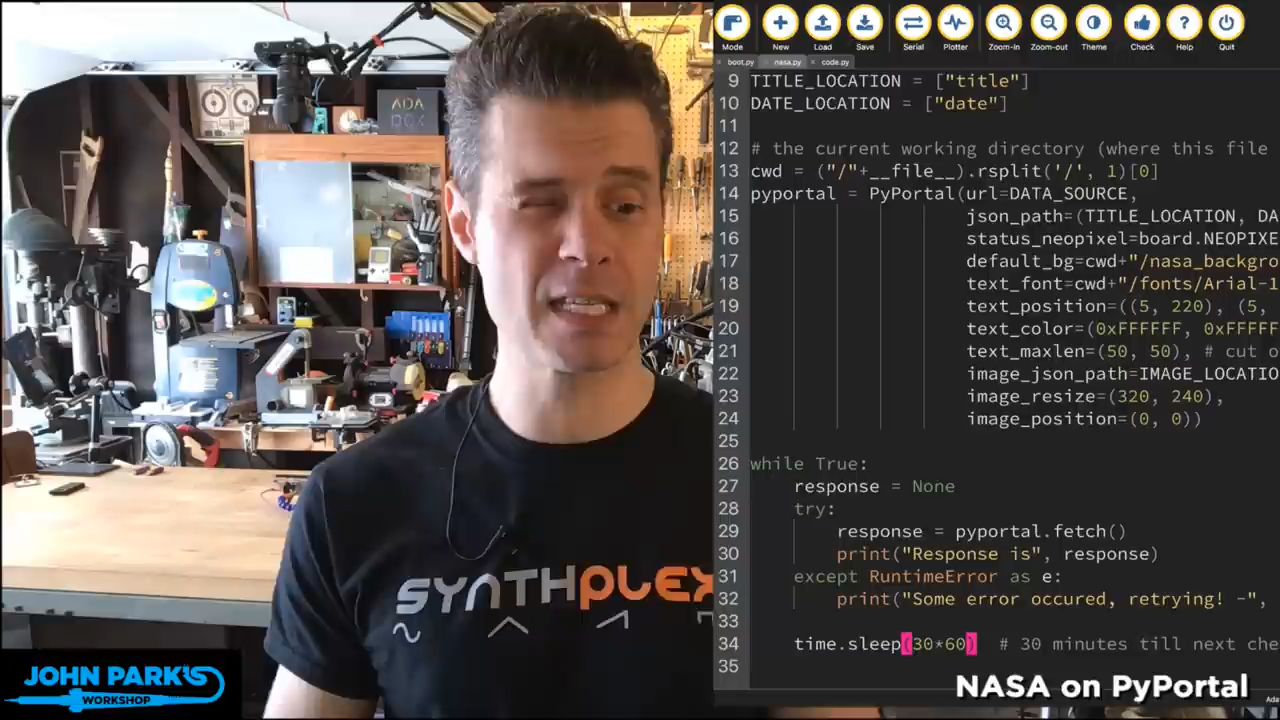 Mode
New
Load
Save
Serial
Plotter
Zoom-in
Zoom-out
Theme
Check
Help
Quit
boot.py
nasa.py
code.py
9 TITLE_LOCATION = ["title"]
10 DATE_LOCATION = ["date"]
11
12 # the current working directory (where this file
13 cwd = ("/"+__file__).rsplit('/', 1)[0]
14 pyportal = PyPortal(url=DATA_SOURCE,
15 json_path=(TITLE_LOCATION, DA
16 status_neopixel=board.NEOPIXE
17 default_bg=cwd+"/nasa_backgro
18 text_font=cwd+"/fonts/Arial-1
19 text_position=((5, 220), (5,
20 text_color=(0xFFFFFF, 0xFFFFF
21 text_maxlen=(50, 50), # cut o
22 image_json_path=IMAGE_LOCATIO
23 image_resize=(320, 240),
24 image_position=(0, 0))
25
26 while True:
27 response = None
28 try:
29 response = pyportal.fetch()
30 print("Response is", response)
31 except RuntimeError as e:
32 print("Some error occured, retrying! -",
33
34 time.sleep(30*60) # 30 minutes till next che
35
ADA
BOX
SYNTHPLEX
JOHN PARK'S
WORKSHOP
NASA on PyPortal
Ada